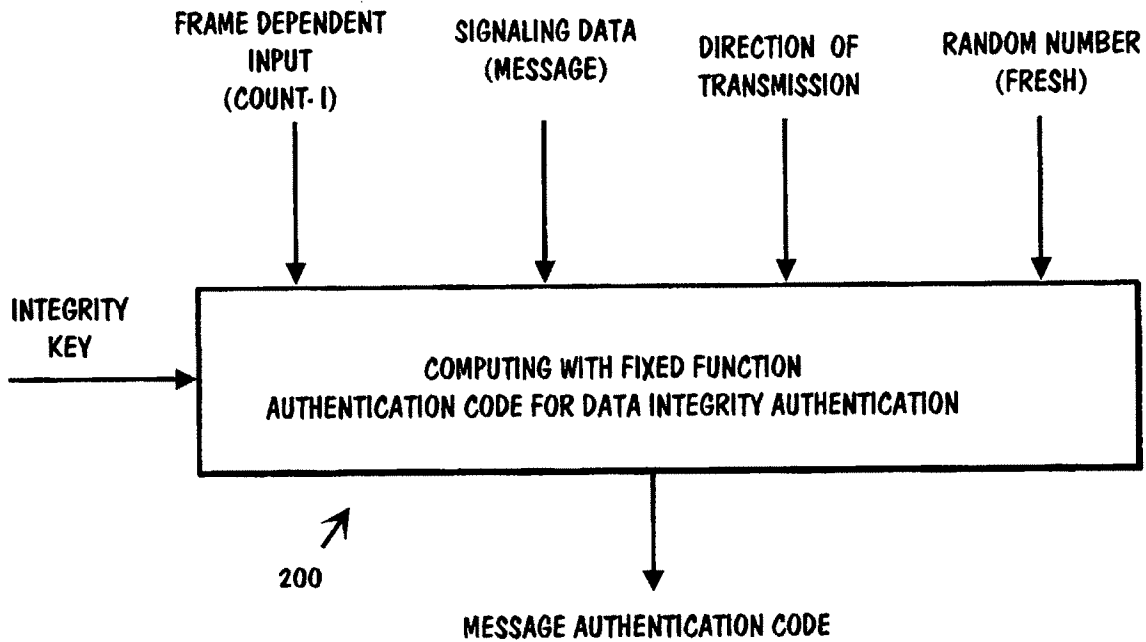 FRAME DEPENDENT
INPUT
(COUNT- I)
SIGNALING DATA
(MESSAGE)
DIRECTION OF
TRANSMISSION
RANDOM NUMBER
(FRESH)
INTEGRITY
KEY
COMPUTING WITH FIXED FUNCTION
AUTHENTICATION CODE FOR DATA INTEGRITY AUTHENTICATION
200
MESSAGE AUTHENTICATION CODE